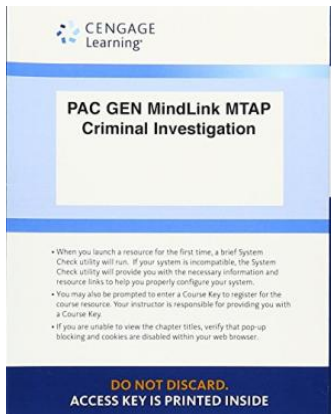 CENGAGE
Learning®
PAC GEN MindLink MTAP
Criminal Investigation
• When you launch a resource for the first time, a brief System
Check utility will run. If your system is incompatible, the System
Check utility will provide you with the necessary information and
resource links to help you properly configure your system.
• You may also be prompted to enter a Course Key to register for the
course resource. Your instructor is responsible for providing you with
a Course Key.
• If you are unable to view the chapter titles, verify that pop-up
blocking and cookies are disabled within your web browser.
DO NOT DISCARD.
ACCESS KEY IS PRINTED INSIDE